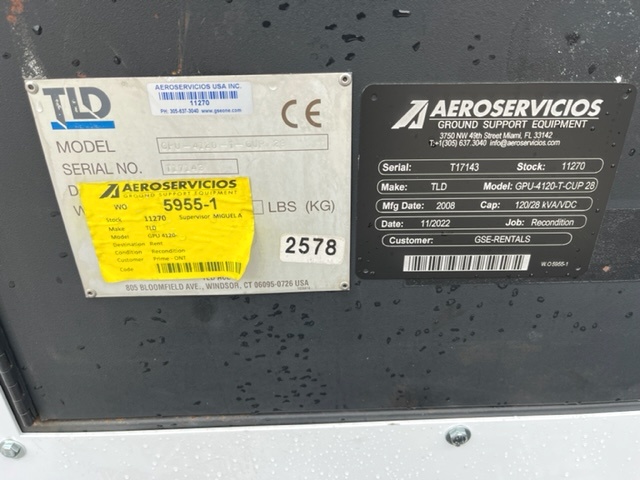 TLD
AEROSERVICIOS USA INC.
11270
PH: 305-637-3040 www.gseone.com
CE
MODEL
SERIAL NO.
LBS (KG)
2578
805 BLOOMFIELD AVE., WINDSOR, CT 06095-0726 USA
AEROSERVICIOS
GROUND SUPPORT EQUIPMENT
WO 5955-1
Stock 11270 Supervisor MIGUEL A
Make TLD
Model: GPU 4120-
Destination Rent
Condition Recondition
Customer Prime - ONT
Code
AEROSERVICIOS
GROUND SUPPORT EQUIPMENT
3750 NW 49th Street Miami, FL 33142
T:+1(305) 637.3040 info@aeroservicios.com
Serial: T17143 Stock: 11270
Make: TLD Model: GPU-4120-T-CUP 28
Mfg Date: 2008 Cap: 120/28 kVA/VDC
Date: 11/2022 Job: Recondition
Customer: GSE-RENTALS
W.O 5955-1